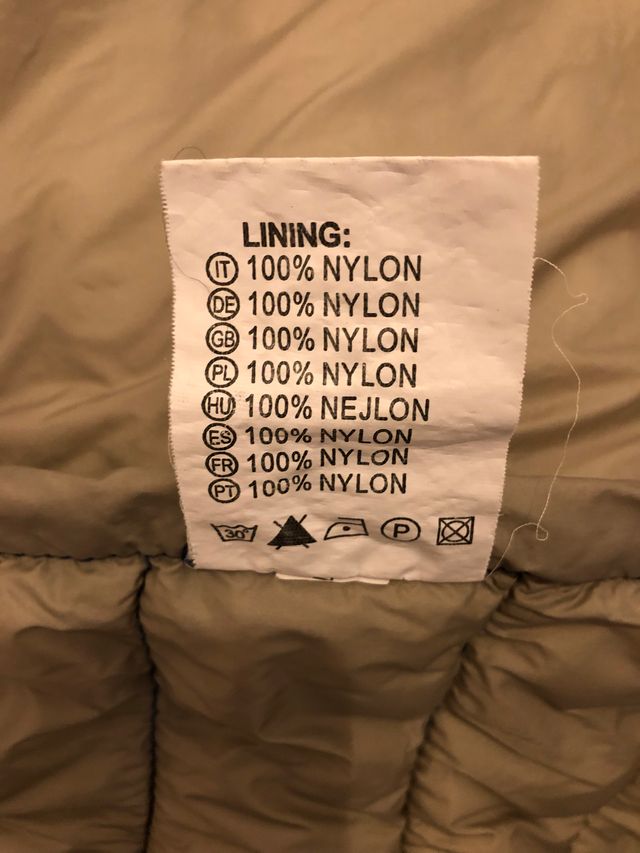 LINING:
IT 100% NYLON
DE 100% NYLON
GB 100% NYLON
PL 100% NYLON
HU 100% NEJLON
ES 100% NYLON
FR 100% NYLON
PT 100% NYLON
30° P